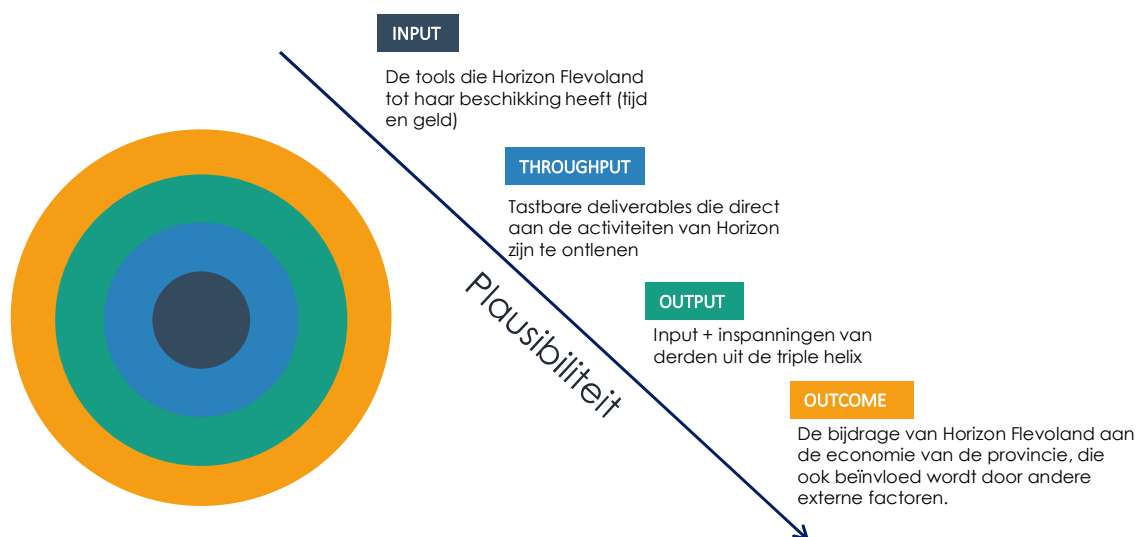 INPUT
De tools die Horizon Flevoland
tot haar beschikking heeft (tijd
en geld)
THROUGHPUT
Tastbare deliverables die direct
aan de activiteiten van Horizon
zijn te ontlenen
Plausibiliteit
OUTPUT
Input + inspanningen van
derden uit de triple helix
OUTCOME
De bijdrage van Horizon Flevoland aan
de economie van de provincie, die
ook beïnvloed wordt door andere
externe factoren.